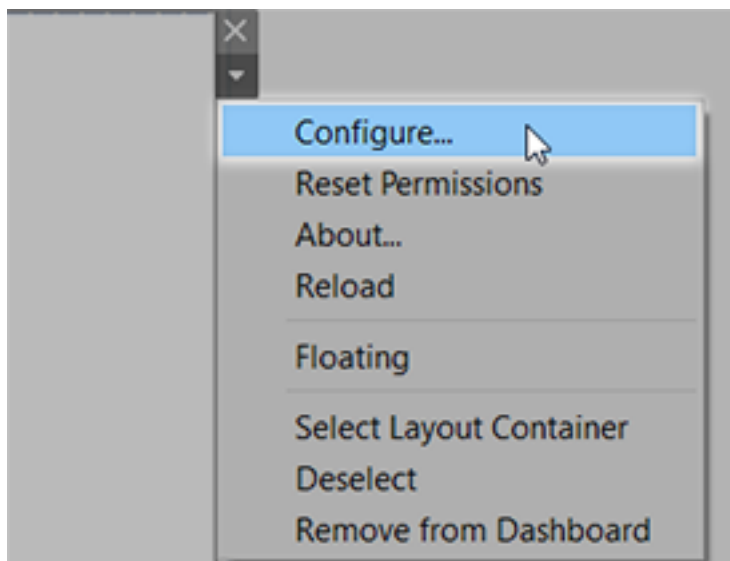 Configure...
Reset Permissions
About...
Reload
Floating
Select Layout Container
Deselect
Remove from Dashboard